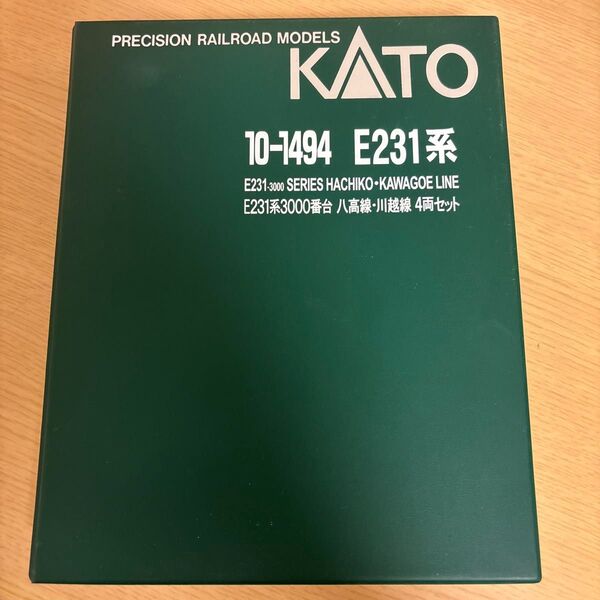 PRECISION RAILROAD MODELS
KATO
10-1494 E231系
E231-3000 SERIES HACHIKO・KAWAGOE LINE
E231系3000番台 八高線・川越線 4両セット